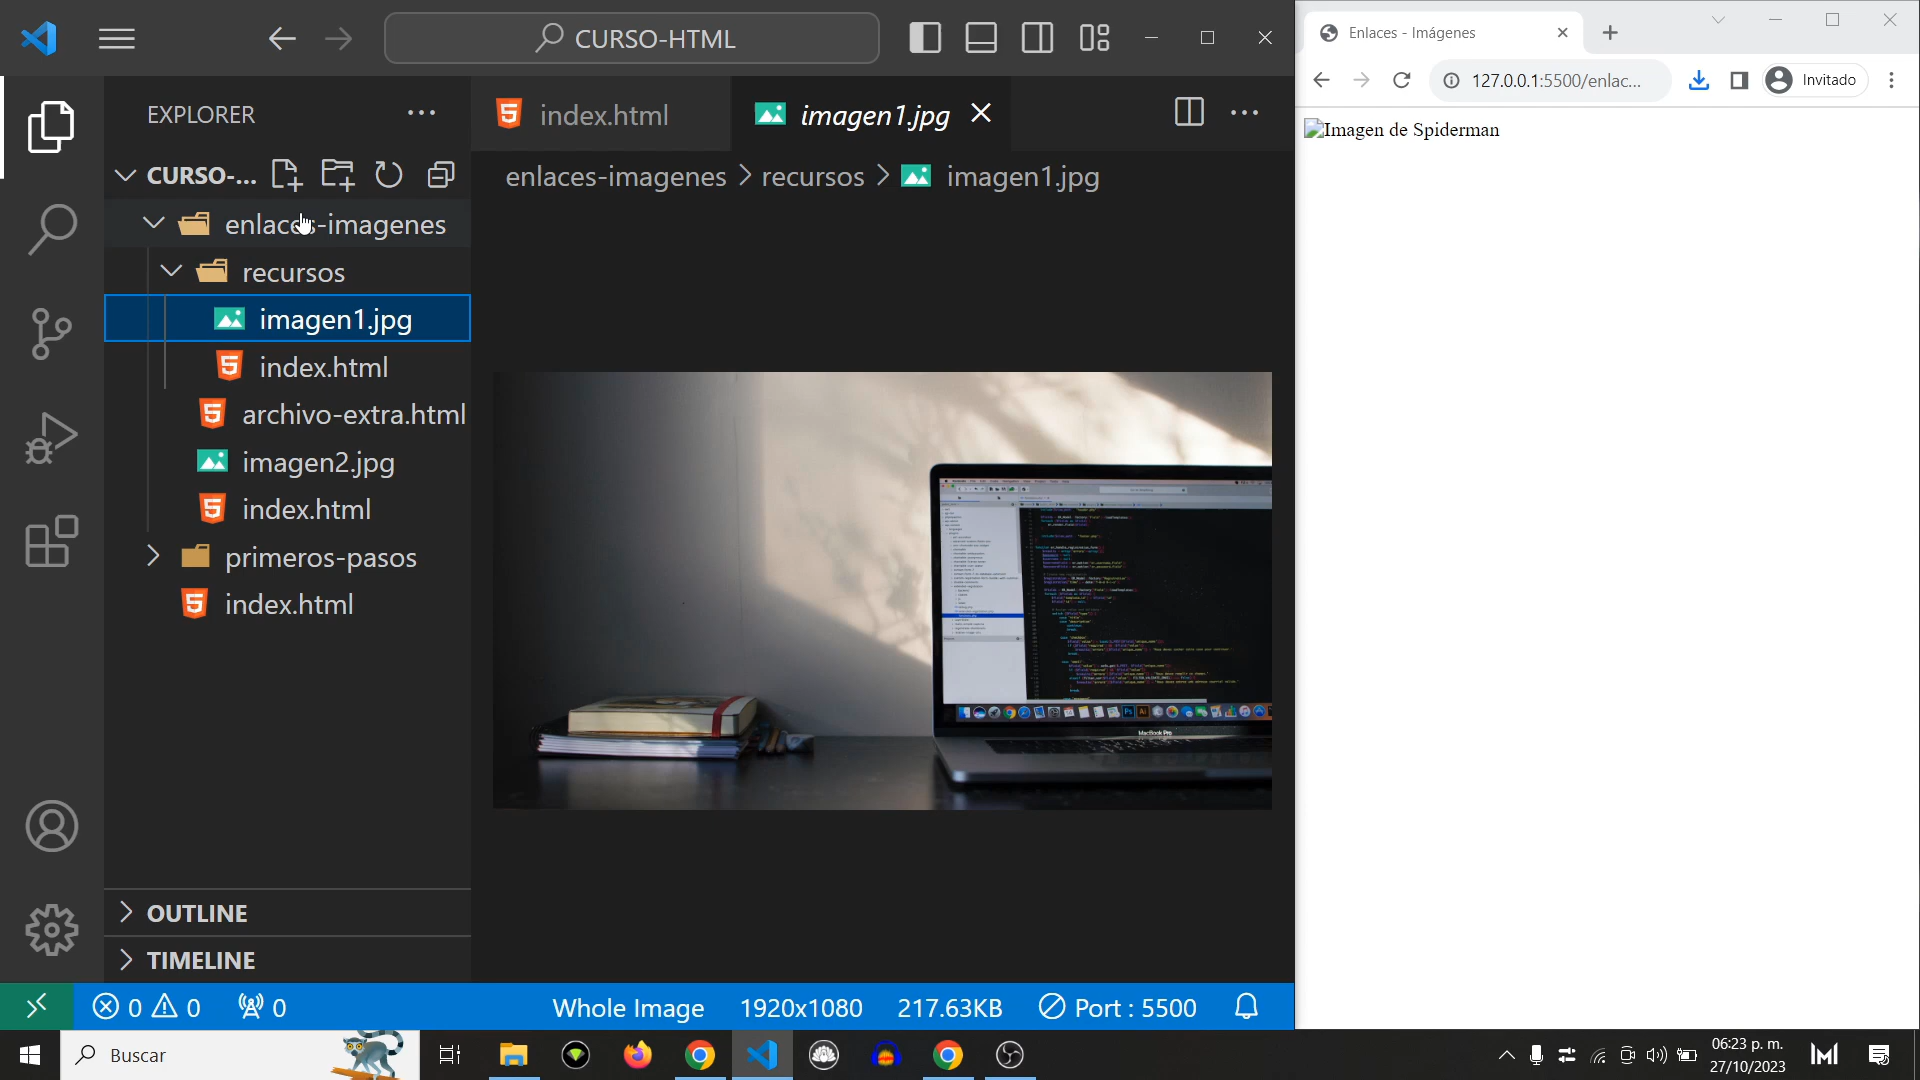 CURSO-HTML
EXPLORER
CURSO-...
enlaces-imagenes
recursos
imagen1.jpg
index.html
archivo-extra.html
imagen2.jpg
index.html
primeros-pasos
index.html
OUTLINE
TIMELINE
index.html
imagen1.jpg
enlaces-imagenes > recursos > imagen1.jpg
MacBook Pro
0 0 0
Whole Image 1920x1080 217.63KB Port : 5500
Enlaces - Imágenes
127.0.0.1:5500/enlac...
Invitado
Imagen de Spiderman
Buscar
06:23 p. m.
27/10/2023